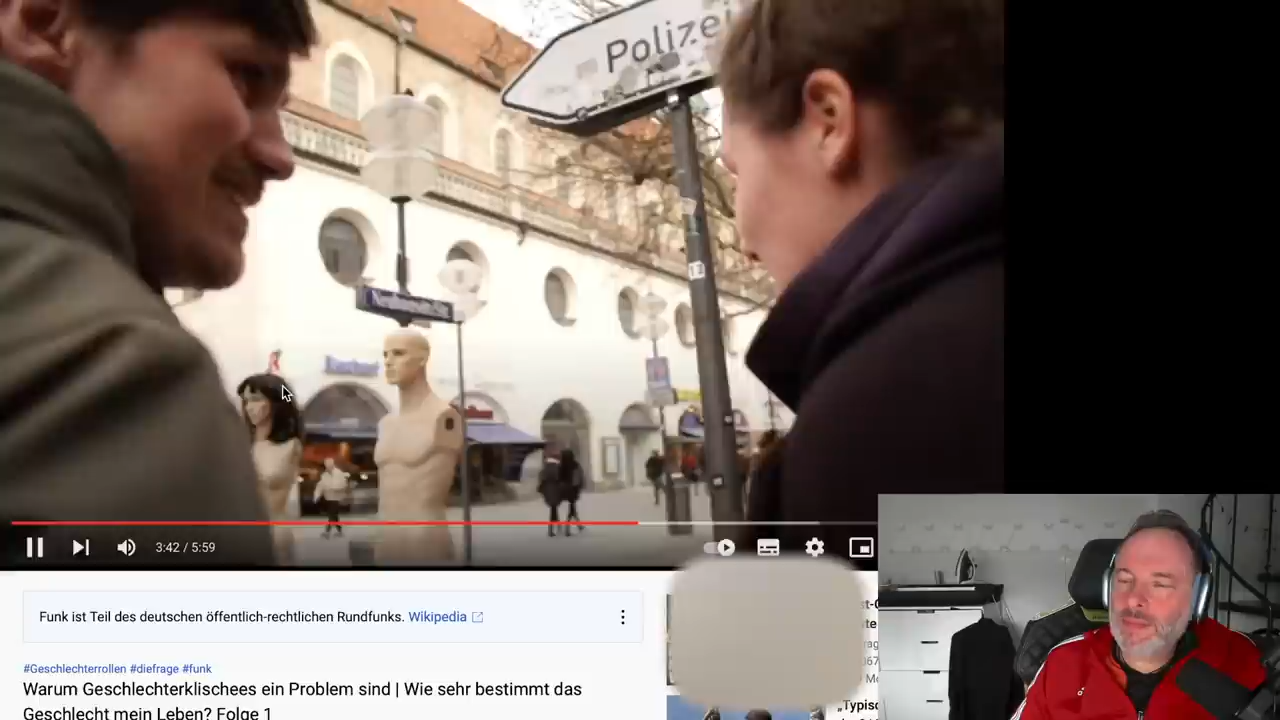 Polizei
3:42 / 5:59
Funk ist Teil des deutschen öffentlich-rechtlichen Rundfunks. Wikipedia
#Geschlechterrollen #diefrage #funk
Warum Geschlechterklischees ein Problem sind | Wie sehr bestimmt das
Geschlecht mein Leben? Folge 1
„Typisc